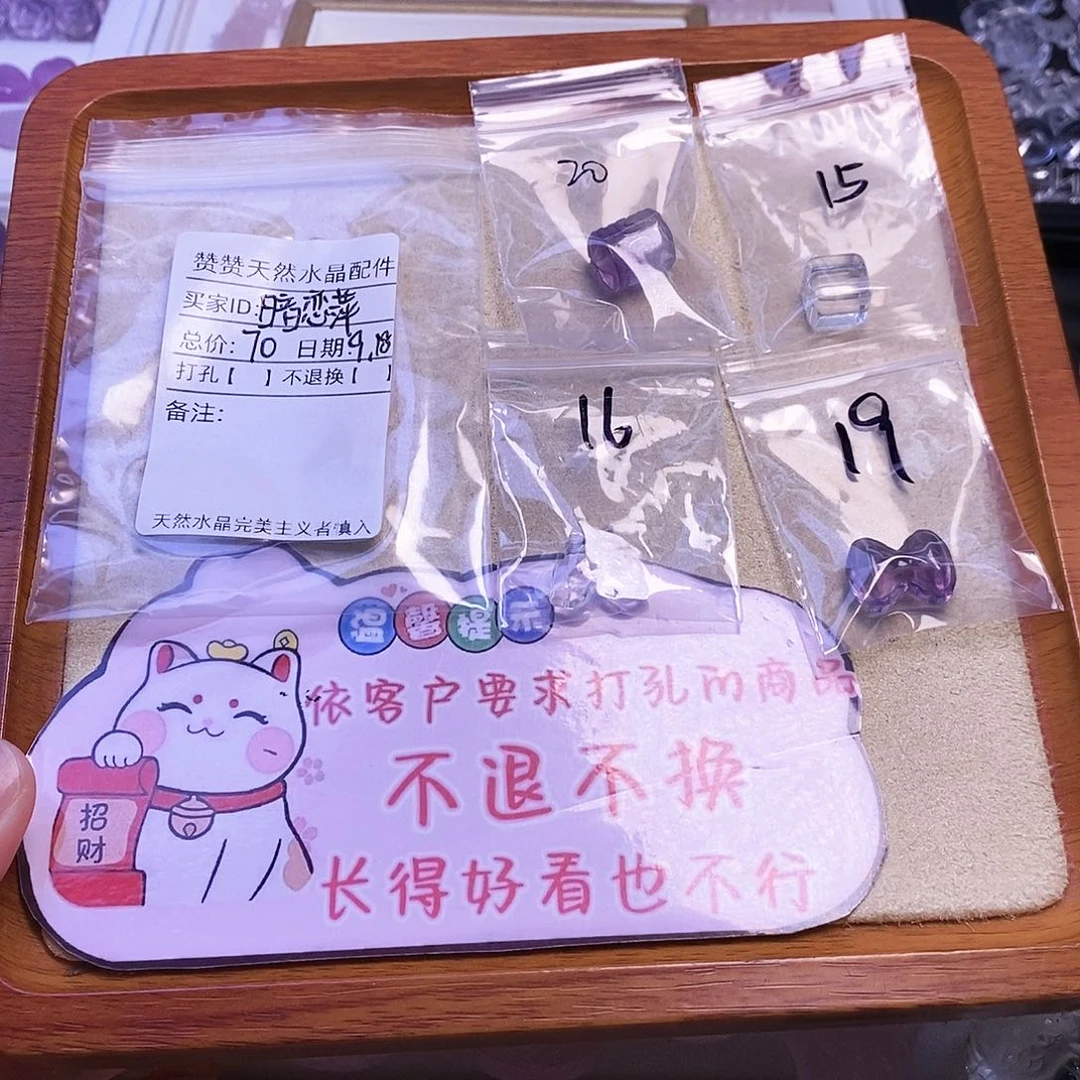 赞赞天然水晶配件
买家ID:暗恋萍
总价:70 日期:9.18
打孔【 】不退换【 】
备注:
天然水晶完美主义者慎入
20
15
16
19
温馨提示
依客户要求打孔的商品
不退不换
长得好看也不行
招财